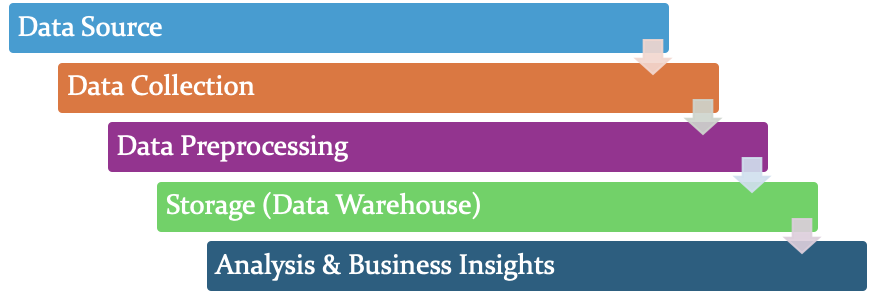 Data Source
Data Collection
Data Preprocessing
Storage (Data Warehouse)
Analysis & Business Insights